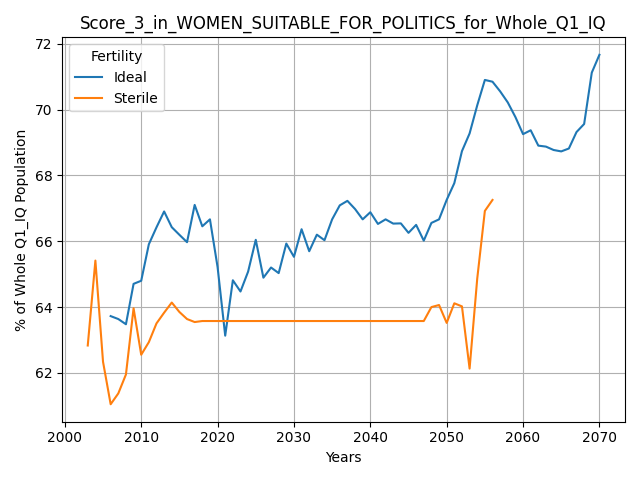 Score_3_in_WOMEN_SUITABLE_FOR_POLITICS_for_Whole_Q1_IQ
Fertility
Ideal
Sterile
% of Whole Q1_IQ Population
72
70
68
66
64
62
2000 2010 2020 2030 2040 2050 2060 2070
Years